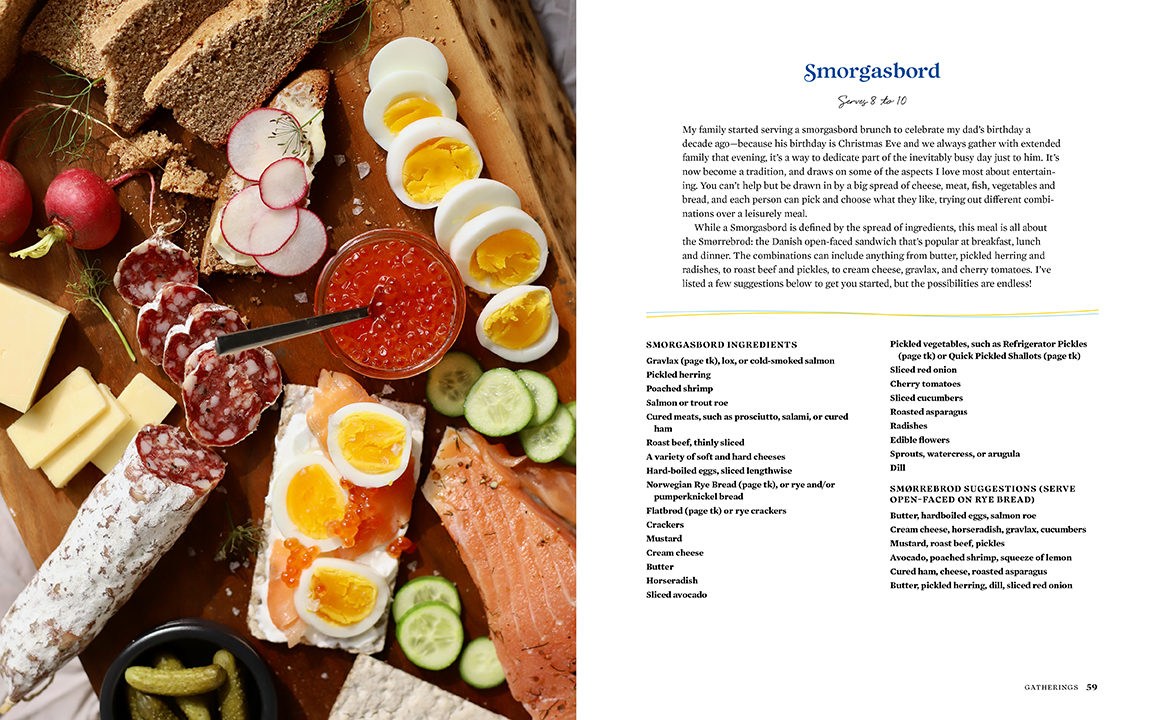 Smorgasbord
Serves 8 to 10
My family started serving a smorgasbord brunch to celebrate my dad's birthday a
decade ago—because his birthday is Christmas Eve and we always gather with extended
family that evening, it's a way to dedicate part of the inevitably busy day just to him. It's
now become a tradition, and draws on some of the aspects I love most about entertain-
ing. You can't help but be drawn in by a big spread of cheese, meat, fish, vegetables and
bread, and each person can pick and choose what they like, trying out different combi-
nations over a leisurely meal.
While a Smorgasbord is defined by the spread of ingredients, this meal is all about
the Smørrebrod: the Danish open-faced sandwich that's popular at breakfast, lunch
and dinner. The combinations can include anything from butter, pickled herring and
radishes, to roast beef and pickles, to cream cheese, gravlax, and cherry tomatoes. I've
listed a few suggestions below to get you started, but the possibilities are endless!
SMORGASBORD INGREDIENTS
Gravlax (page tk), lox, or cold-smoked salmon
Pickled herring
Poached shrimp
Salmon or trout roe
Cured meats, such as prosciutto, salami, or cured
ham
Roast beef, thinly sliced
A variety of soft and hard cheeses
Hard-boiled eggs, sliced lengthwise
Norwegian Rye Bread (page tk), or rye and/or
pumperknickel bread
Flatbrød (page tk) or rye crackers
Crackers
Mustard
Cream cheese
Butter
Horseradish
Sliced avocado
Pickled vegetables, such as Refrigerator Pickles
(page tk) or Quick Pickled Shallots (page tk)
Sliced red onion
Cherry tomatoes
Sliced cucumbers
Roasted asparagus
Radishes
Edible flowers
Sprouts, watercress, or arugula
Dill
SMØRREBROD SUGGESTIONS (SERVE
OPEN-FACED ON RYE BREAD)
Butter, hardboiled eggs, salmon roe
Cream cheese, horseradish, gravlax, cucumbers
Mustard, roast beef, pickles
Avocado, poached shrimp, squeeze of lemon
Cured ham, cheese, roasted asparagus
Butter, pickled herring, dill, sliced red onion
GATHERINGS 59